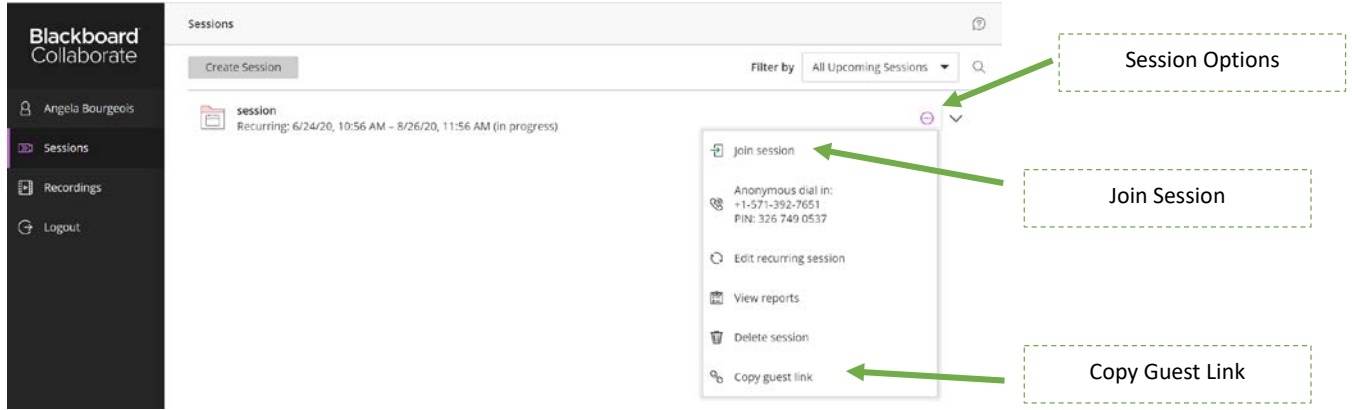 Blackboard
Collaborate
Angela Bourgeois
Sessions
Recordings
Logout
Sessions
Create Session
Filter by All Upcoming Sessions
session
Recurring: 6/24/20, 10:56 AM – 8/26/20, 11:56 AM (in progress)
Join session
Anonymous dial in:
+1-571-392-7651
PIN: 326 749 0537
Edit recurring session
View reports
Delete session
Copy guest link
Session Options
Join Session
Copy Guest Link